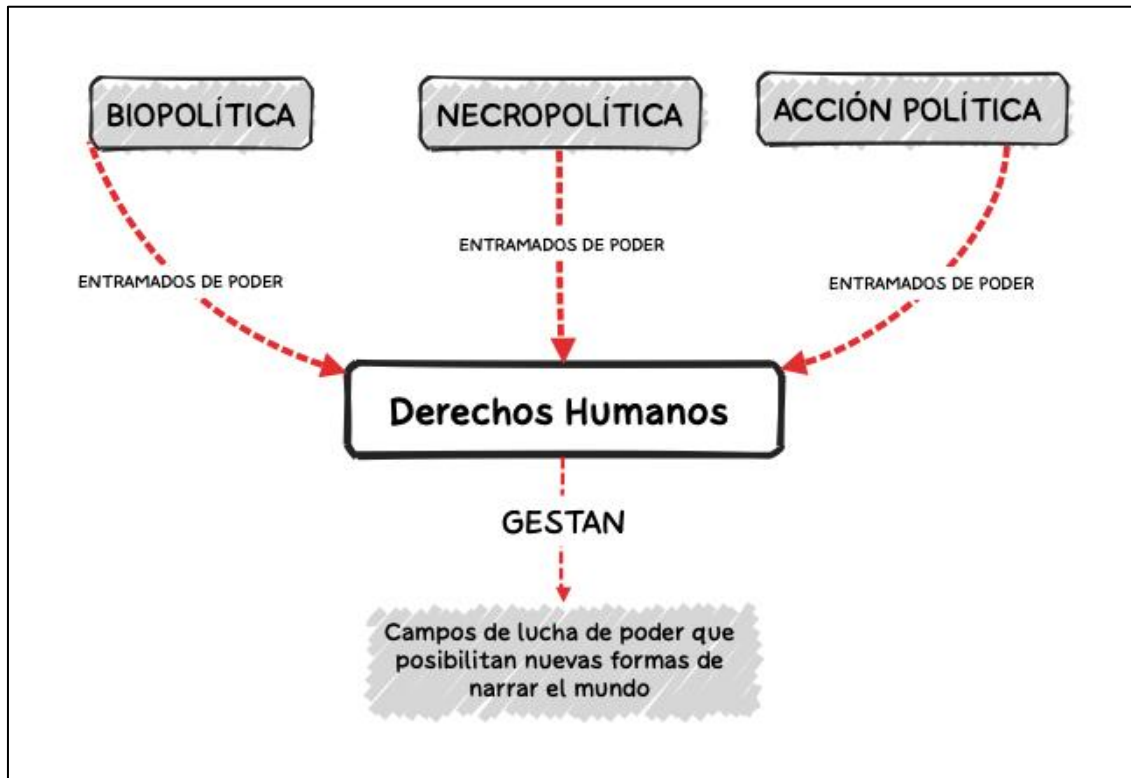 BIOPOLÍTICA
NECROPOLÍTICA
ACCIÓN POLÍTICA
ENTRAMADOS DE PODER
ENTRAMADOS DE PODER
ENTRAMADOS DE PODER
Derechos Humanos
GESTAN
Campos de lucha de poder que
posibilitan nuevas formas de
narrar el mundo